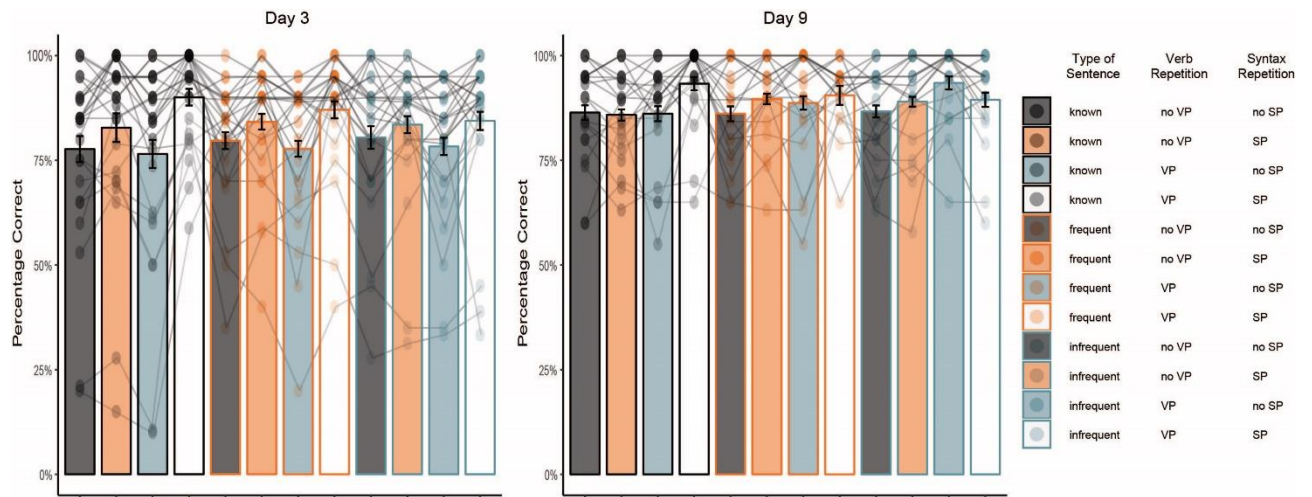 Day 3
Percentage Correct
100%
75%
50%
25%
0%
Day 9
Percentage Correct
100%
75%
50%
25%
0%
Type of Sentence Verb Repetition Syntax Repetition
known no VP no SP
known no VP SP
known VP no SP
known VP SP
frequent no VP no SP
frequent no VP SP
frequent VP no SP
frequent VP SP
infrequent no VP no SP
infrequent no VP SP
infrequent VP no SP
infrequent VP SP